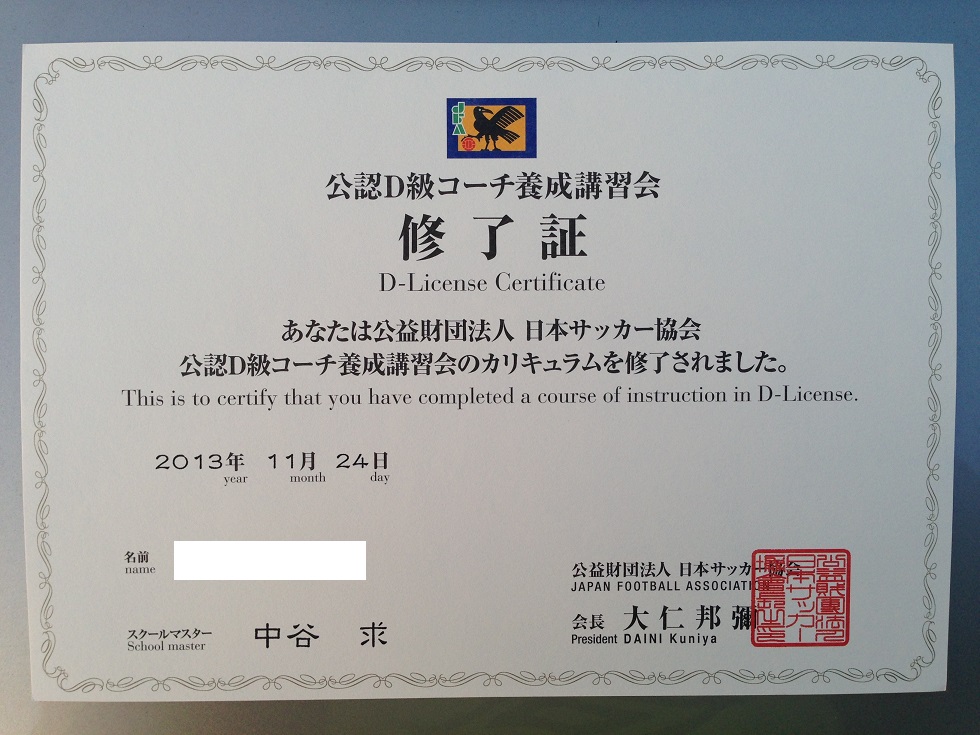 JFA
公認D級コーチ養成講習会
修了証
D-License Certificate
あなたは公益財団法人 日本サッカー協会
公認D級コーチ養成講習会のカリキュラムを修了されました。
This is to certify that you have completed a course of instruction in D-License.
2013年 11月 24日
year month day
名前
name
スクールマスター 中谷 求
School master
公益財団法人 日本サッカー協会
JAPAN FOOTBALL ASSOCIATI
会長 大仁邦彌
President DAINI Kuniya